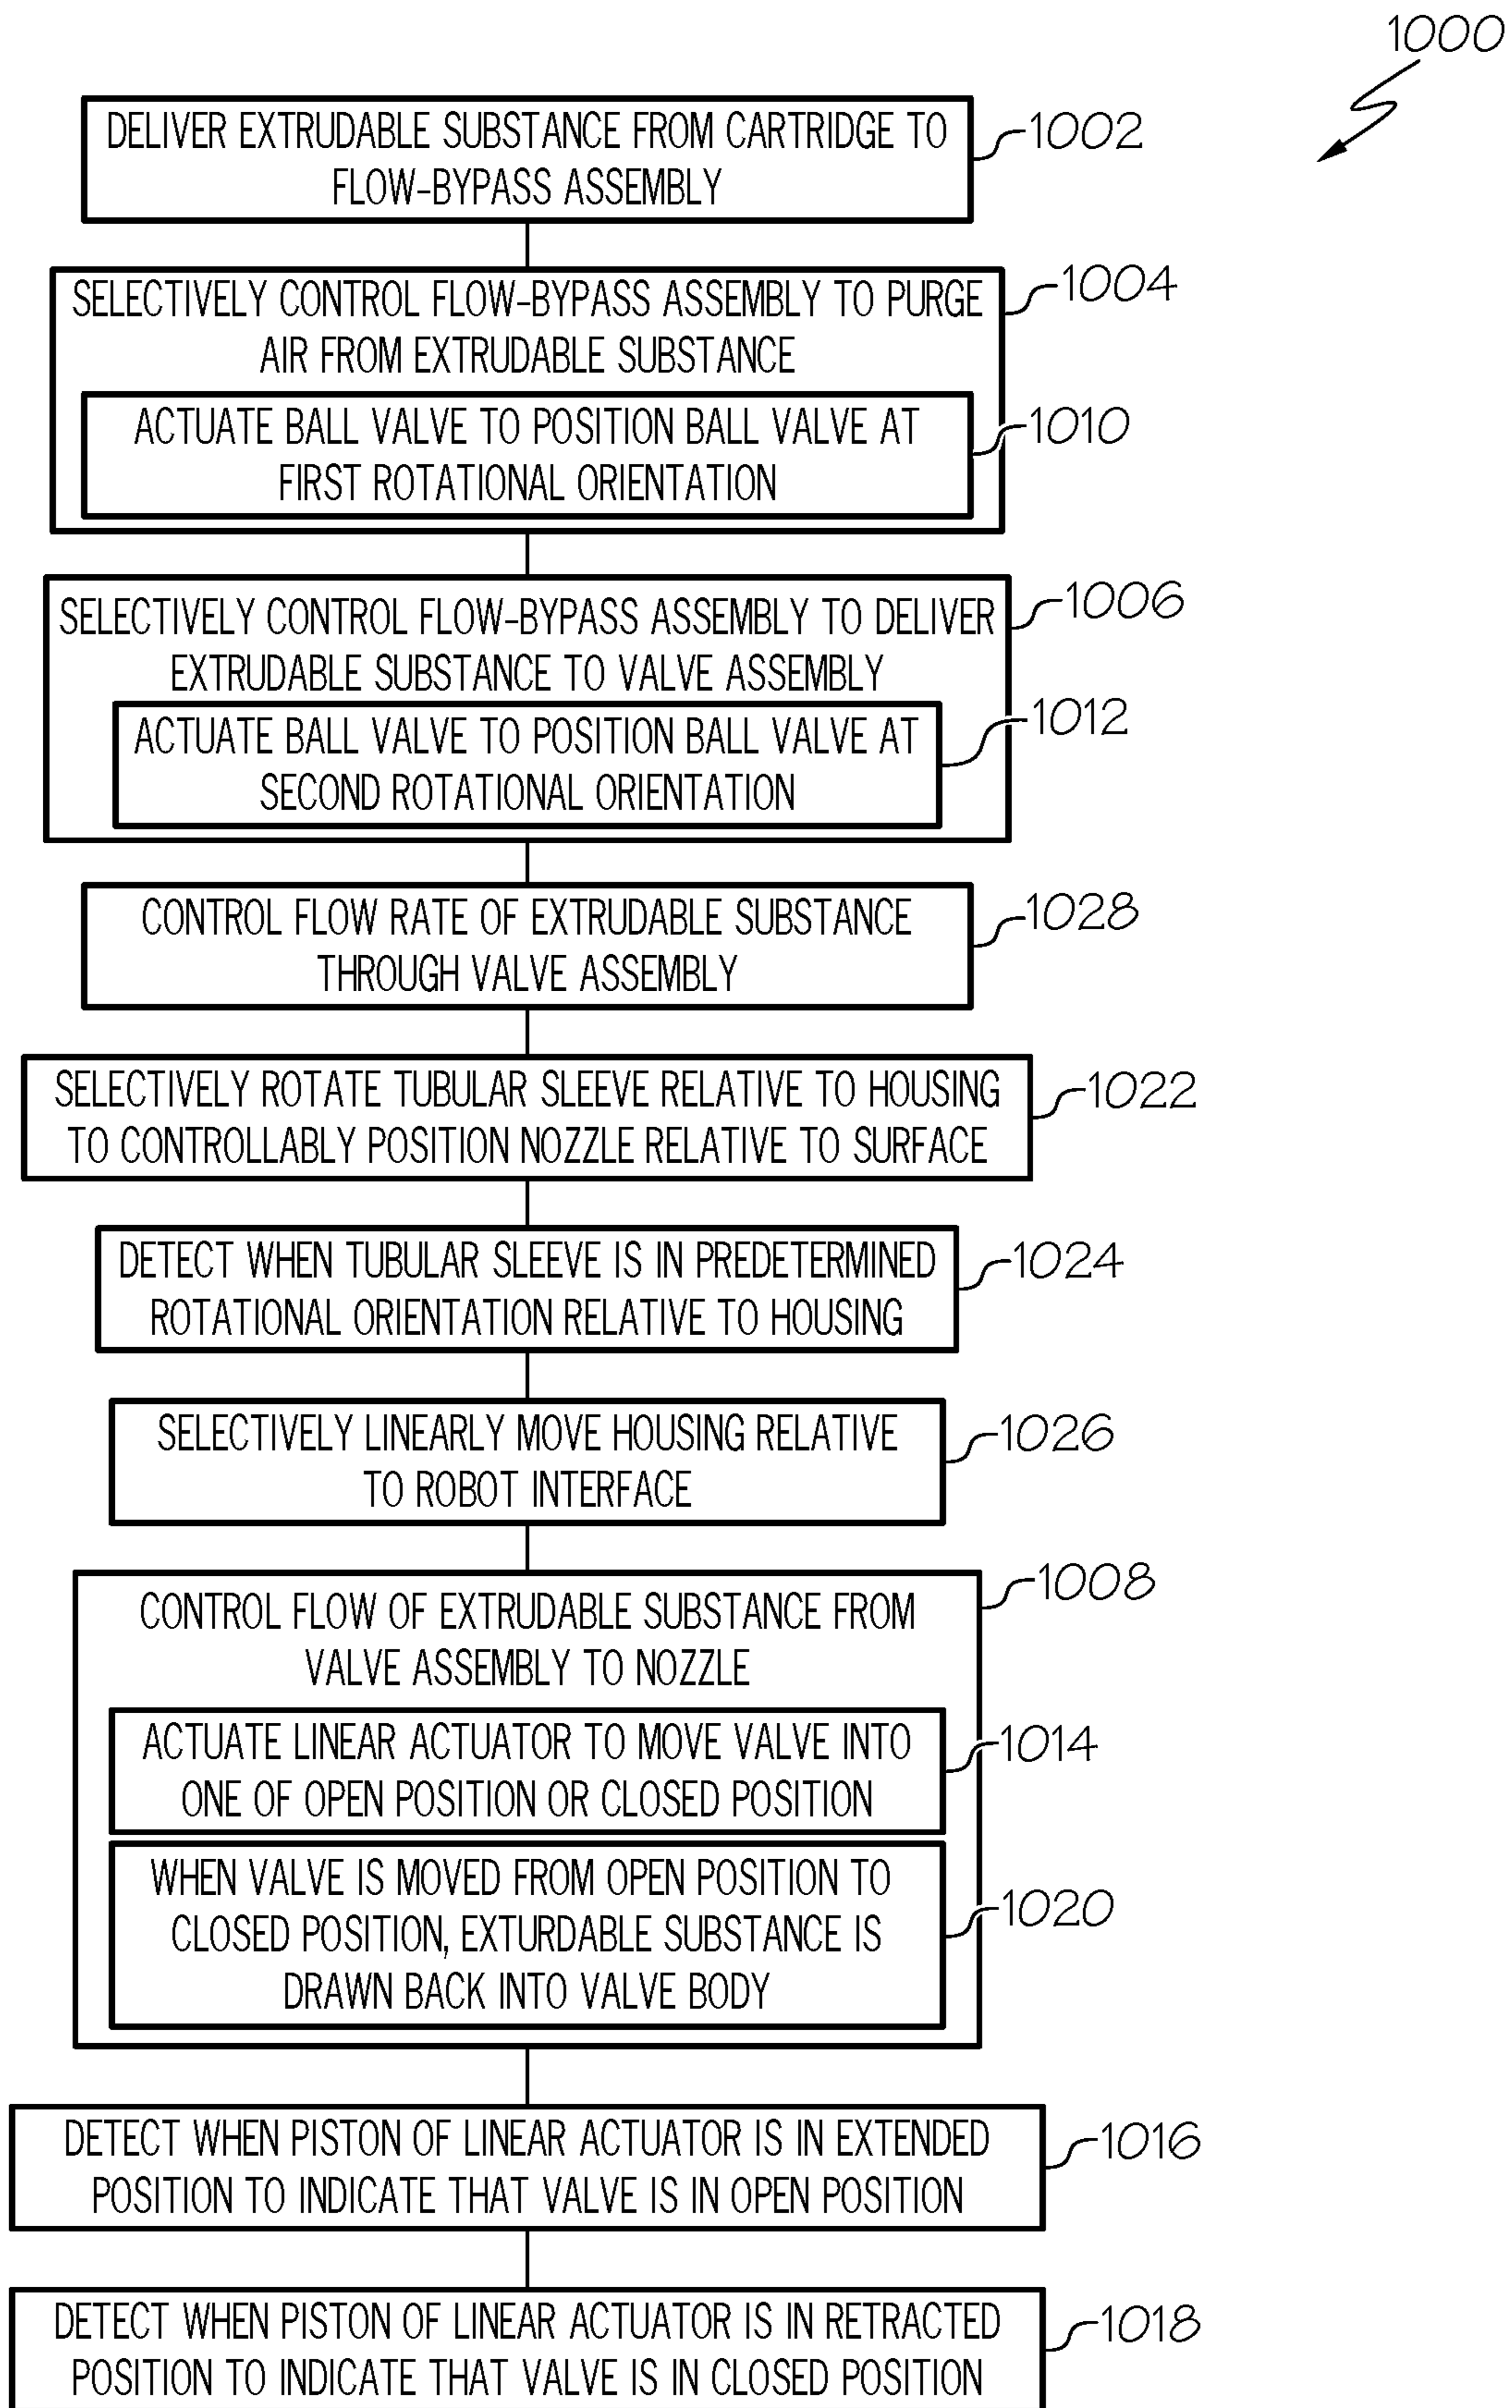 1000
DELIVER EXTRUDABLE SUBSTANCE FROM CARTRIDGE TO
FLOW-BYPASS ASSEMBLY
1002
SELECTIVELY CONTROL FLOW-BYPASS ASSEMBLY TO PURGE
AIR FROM EXTRUDABLE SUBSTANCE
1004
ACTUATE BALL VALVE TO POSITION BALL VALVE AT
FIRST ROTATIONAL ORIENTATION
1010
SELECTIVELY CONTROL FLOW-BYPASS ASSEMBLY TO DELIVER
EXTRUDABLE SUBSTANCE TO VALVE ASSEMBLY
1006
ACTUATE BALL VALVE TO POSITION BALL VALVE AT
SECOND ROTATIONAL ORIENTATION
1012
CONTROL FLOW RATE OF EXTRUDABLE SUBSTANCE
THROUGH VALVE ASSEMBLY
1028
SELECTIVELY ROTATE TUBULAR SLEEVE RELATIVE TO HOUSING
TO CONTROLLABLY POSITION NOZZLE RELATIVE TO SURFACE
1022
DETECT WHEN TUBULAR SLEEVE IS IN PREDETERMINED
ROTATIONAL ORIENTATION RELATIVE TO HOUSING
1024
SELECTIVELY LINEARLY MOVE HOUSING RELATIVE
TO ROBOT INTERFACE
1026
CONTROL FLOW OF EXTRUDABLE SUBSTANCE FROM
VALVE ASSEMBLY TO NOZZLE
1008
ACTUATE LINEAR ACTUATOR TO MOVE VALVE INTO
ONE OF OPEN POSITION OR CLOSED POSITION
1014
WHEN VALVE IS MOVED FROM OPEN POSITION TO
CLOSED POSITION, EXTURDABLE SUBSTANCE IS
DRAWN BACK INTO VALVE BODY
1020
DETECT WHEN PISTON OF LINEAR ACTUATOR IS IN EXTENDED
POSITION TO INDICATE THAT VALVE IS IN OPEN POSITION
1016
DETECT WHEN PISTON OF LINEAR ACTUATOR IS IN RETRACTED
POSITION TO INDICATE THAT VALVE IS IN CLOSED POSITION
1018